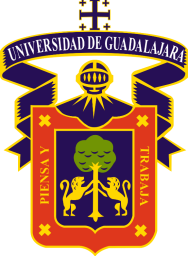 UNIVERSIDAD DE GUADALAJARA
PIENSA Y
TRABAJA